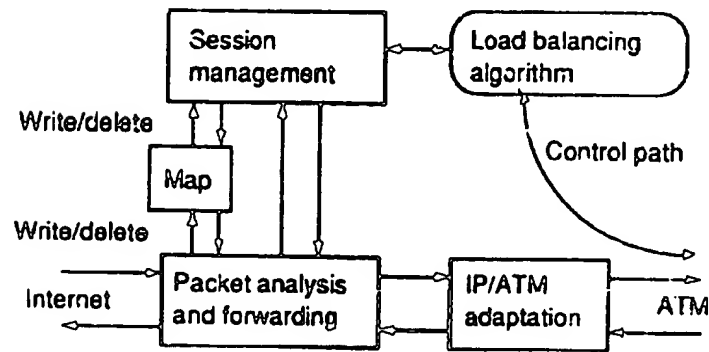 Session
management
Load balancing
algorithm
Write/delete
Control path
Map
Write/delete
Packet analysis
and forwarding
IP/ATM
adaptation
Internet
ATM